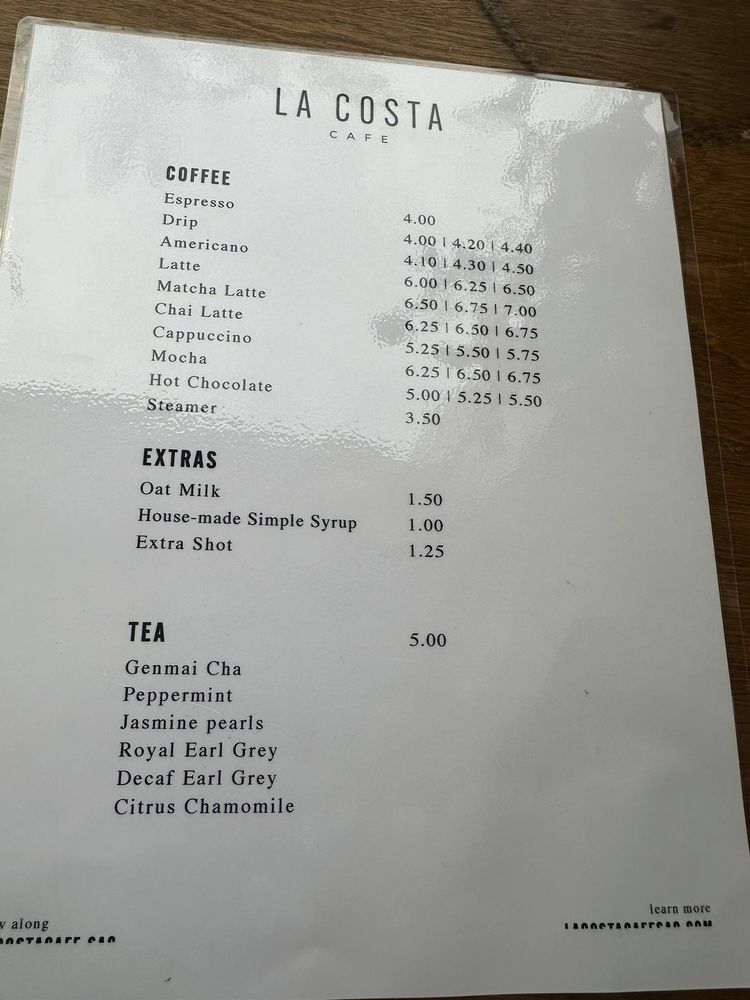 LA COSTA
CAFE
COFFEE
Espresso 4.00
Drip 4.00 | 4.20 | 4.40
Americano 4.10 | 4.30 | 4.50
Latte 6.00 | 6.25 | 6.50
Matcha Latte 6.50 | 6.75 | 7.00
Chai Latte 6.25 | 6.50 | 6.75
Cappuccino 5.25 | 5.50 | 5.75
Mocha 6.25 | 6.50 | 6.75
Hot Chocolate 5.00 | 5.25 | 5.50
Steamer 3.50
EXTRAS
Oat Milk 1.50
House-made Simple Syrup 1.00
Extra Shot 1.25
TEA 5.00
Genmai Cha
Peppermint
Jasmine pearls
Royal Earl Grey
Decaf Earl Grey
Citrus Chamomile
along
learn more
LACOSTACAFESAC.COM